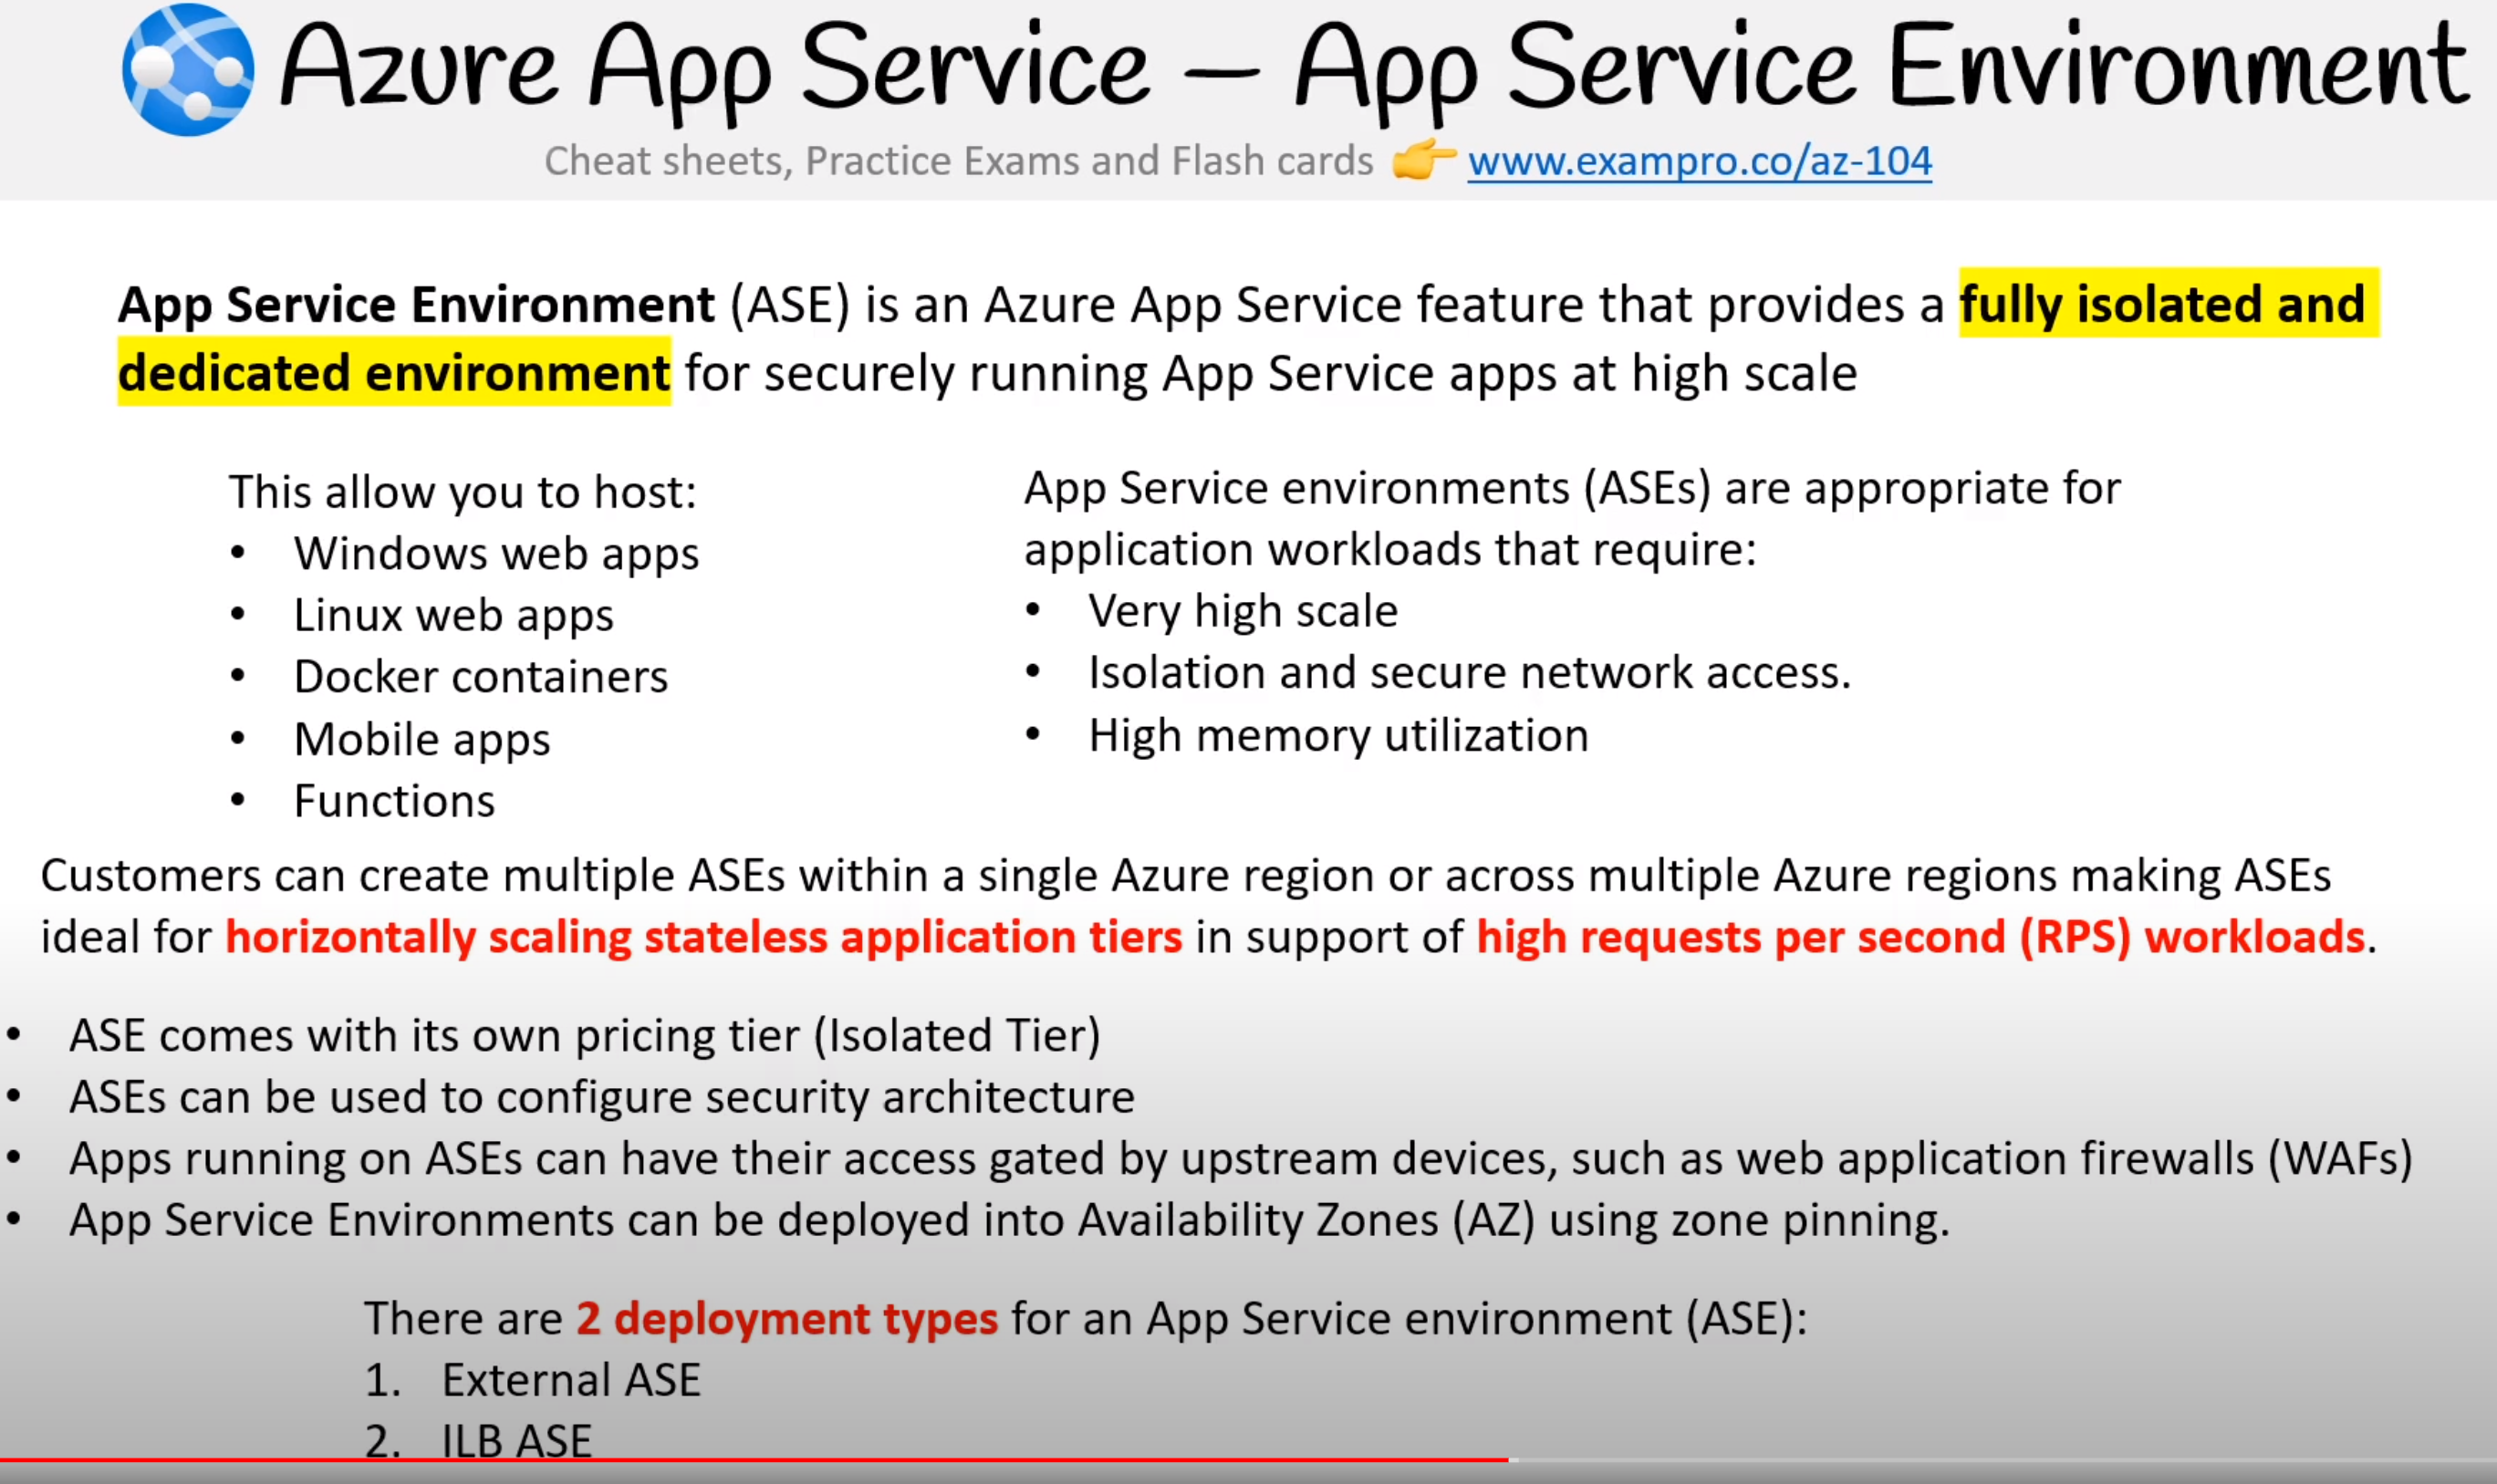 Azure App Service – App Service Environment
Cheat sheets, Practice Exams and Flash cards 👉 www.exampro.co/az-104
App Service Environment (ASE) is an Azure App Service feature that provides a fully isolated and
dedicated environment for securely running App Service apps at high scale
This allow you to host:
• Windows web apps
• Linux web apps
• Docker containers
• Mobile apps
• Functions
App Service environments (ASEs) are appropriate for
application workloads that require:
• Very high scale
• Isolation and secure network access.
• High memory utilization
Customers can create multiple ASEs within a single Azure region or across multiple Azure regions making ASEs
ideal for horizontally scaling stateless application tiers in support of high requests per second (RPS) workloads.
• ASE comes with its own pricing tier (Isolated Tier)
• ASEs can be used to configure security architecture
• Apps running on ASEs can have their access gated by upstream devices, such as web application firewalls (WAFs)
• App Service Environments can be deployed into Availability Zones (AZ) using zone pinning.
There are 2 deployment types for an App Service environment (ASE):
1. External ASE
2. ILB ASE